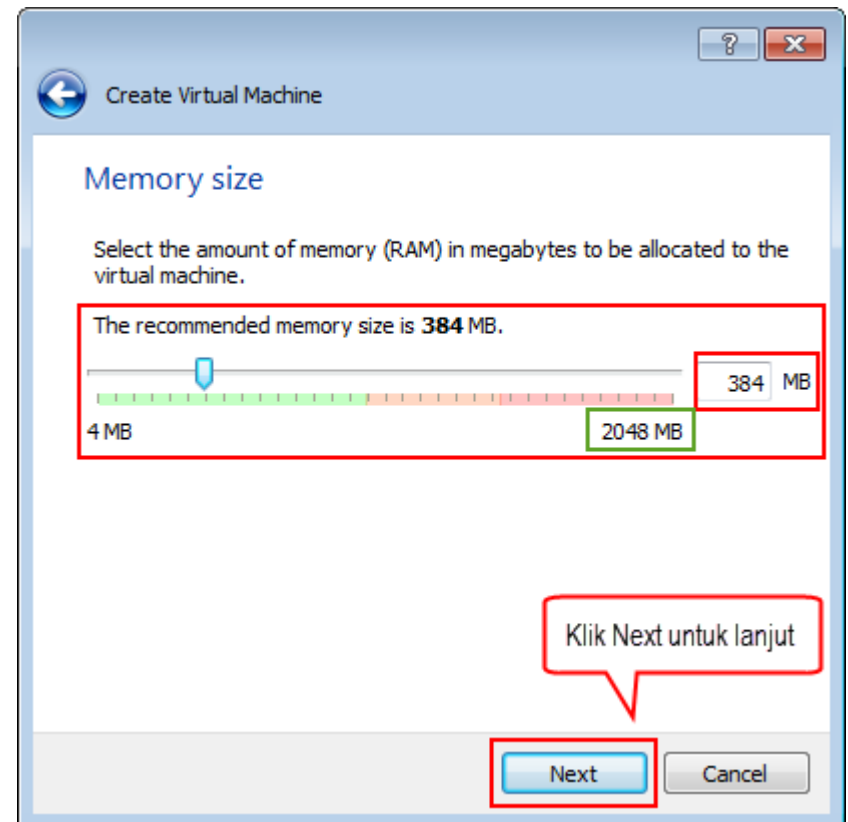 ?
Create Virtual Machine
Memory size
Select the amount of memory (RAM) in megabytes to be allocated to the
virtual machine.
The recommended memory size is 384 MB.
384 MB
4 MB 2048 MB
Klik Next untuk lanjut
Next Cancel